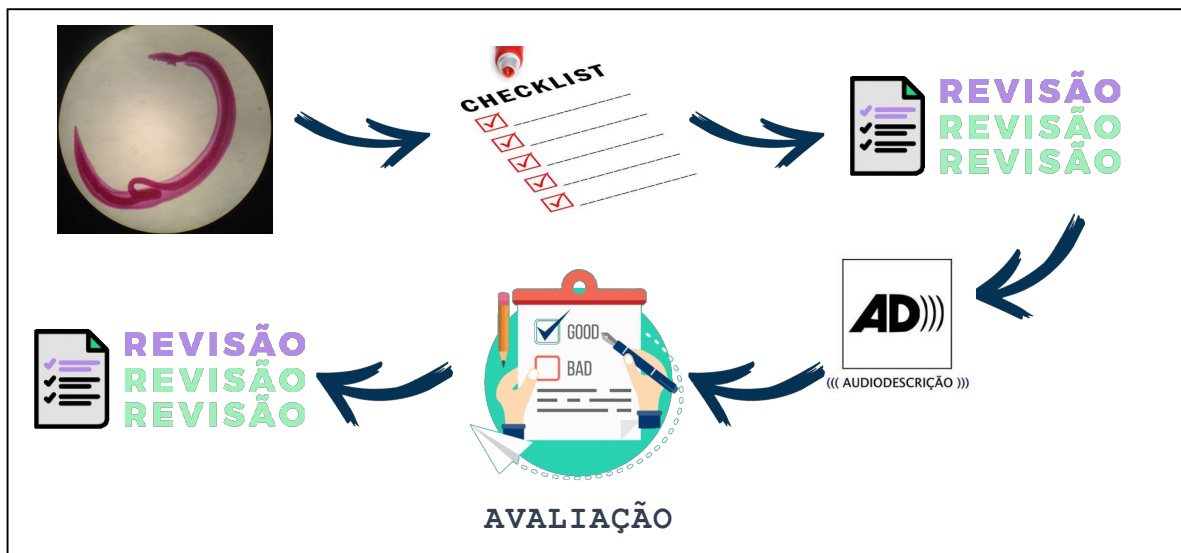 CHECKLIST
REVISÃO
REVISÃO
REVISÃO
AD)))
((( AUDIODESCRIÇÃO )))
GOOD
BAD
AVALIAÇÃO
REVISÃO
REVISÃO
REVISÃO